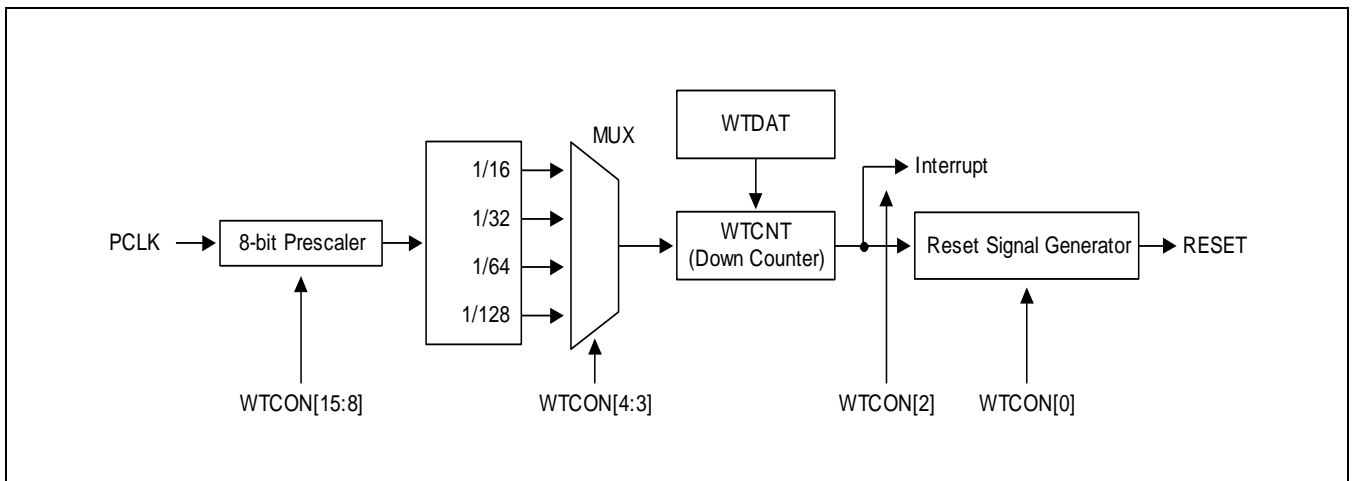 WTDAT
MUX
Interrupt
1/16
1/32
1/64
1/128
PCLK
8-bit Prescaler
WTCNT
(Down Counter)
Reset Signal Generator
RESET
WTCON[15:8]
WTCON[4:3]
WTCON[2]
WTCON[0]